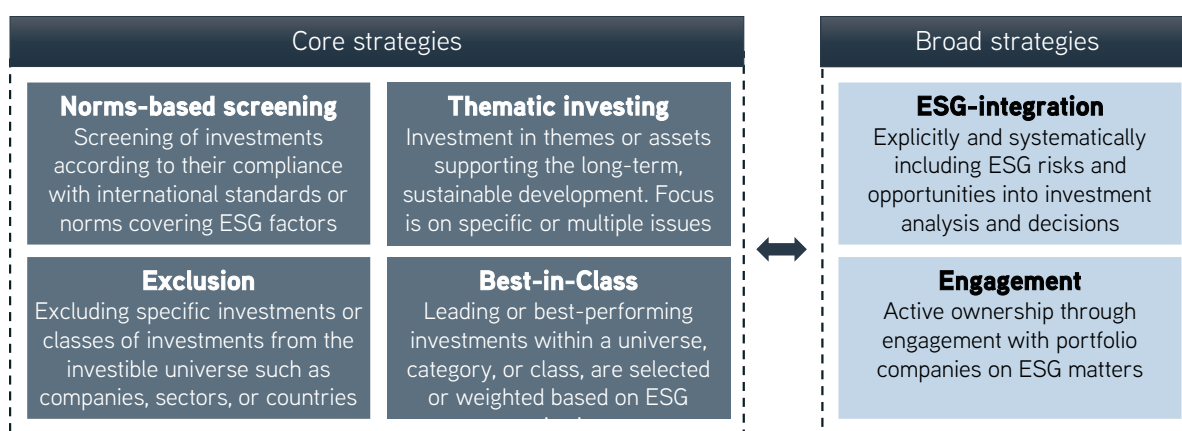 Core strategies
Broad strategies
Norms-based screening
Screening of investments
according to their compliance
with international standards or
norms covering ESG factors
Thematic investing
Investment in themes or assets
supporting the long-term,
sustainable development. Focus
is on specific or multiple issues
ESG-integration
Explicitly and systematically
including ESG risks and
opportunities into investment
analysis and decisions
Exclusion
Excluding specific investments or
classes of investments from the
investible universe such as
companies, sectors, or countries
Best-in-Class
Leading or best-performing
investments within a universe,
category, or class, are selected
or weighted based on ESG
Engagement
Active ownership through
engagement with portfolio
companies on ESG matters